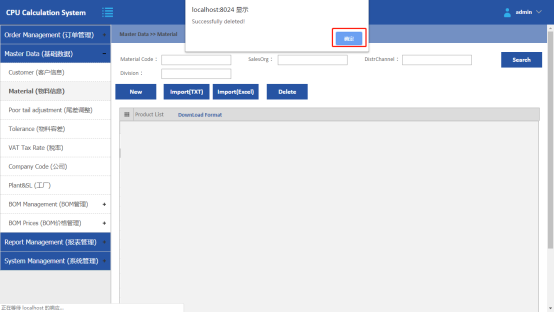 CPU Calculation System
localhost:8024 显示
Successfully deleted!
确定
admin
Order Management (订单管理) +
Master Data (基础数据) -
Customer (客户信息)
Material (物料信息)
Poor tail adjustment (尾差调整)
Tolerance (物料容差)
VAT Tax Rate (税率)
Company Code (公司)
Plant&SL (工厂)
BOM Management (BOM管理) +
BOM Prices (BOM价格管理) +
Report Management (报表管理) +
System Management (系统管理) +
Master Data >> Material
Material Code : SalesOrg : DistrChannel :
Division :
Search
New Import(TXT) Import(Excel) Delete
Product List DownLoad Format
正在等待 localhost 的响应...